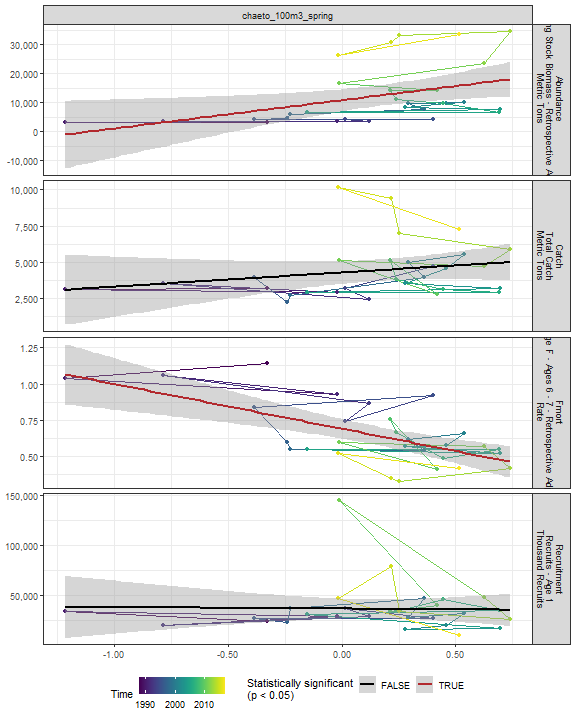 chaeto_100m3_spring
30,000
20,000
10,000
0
-10,000
Abundance
Stock Biomass - Retrospective
Metric Tons
10,000
7,500
5,000
2,500
Catch
Total Catch
Metric Tons
1.25
1.00
0.75
0.50
Fmort
F - Ages 6 - 7 - Retrospective
Rate
150,000
100,000
50,000
Recruitment
Recruits - Age 1
Thousand Recruits
-1.00
-0.50
0.00
0.50
Time
1990
2000
2010
Statistically significant
(p < 0.05)
FALSE
TRUE